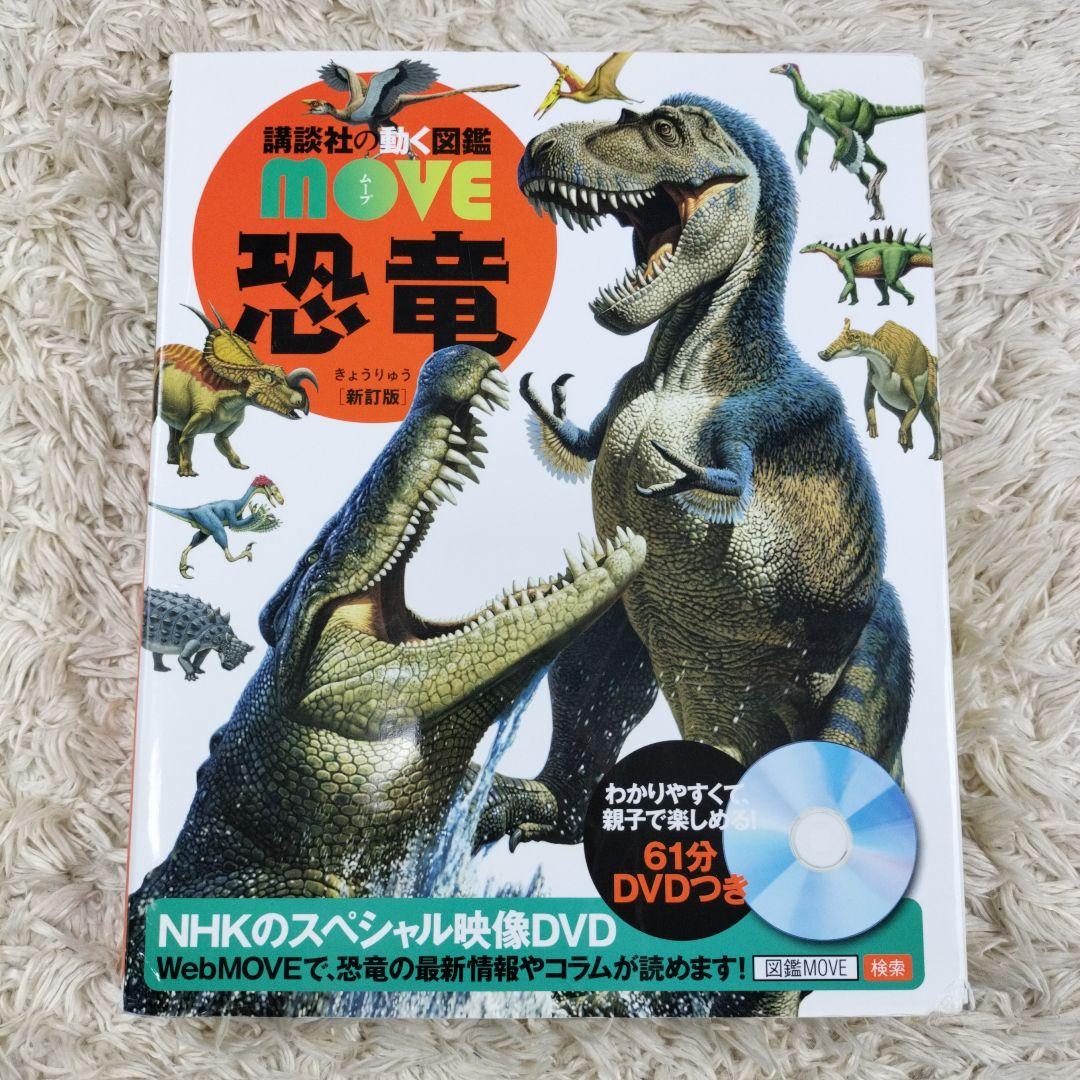 講談社の動く図鑑
MOVE
ムーブ
恐竜
きょうりゅう
[新訂版]
わかりやすくて、
親子で楽しめる!
61分
DVDつき
NHKのスペシャル映像DVD
WebMOVEで、恐竜の最新情報やコラムが読めます! 図鑑MOVE 検索